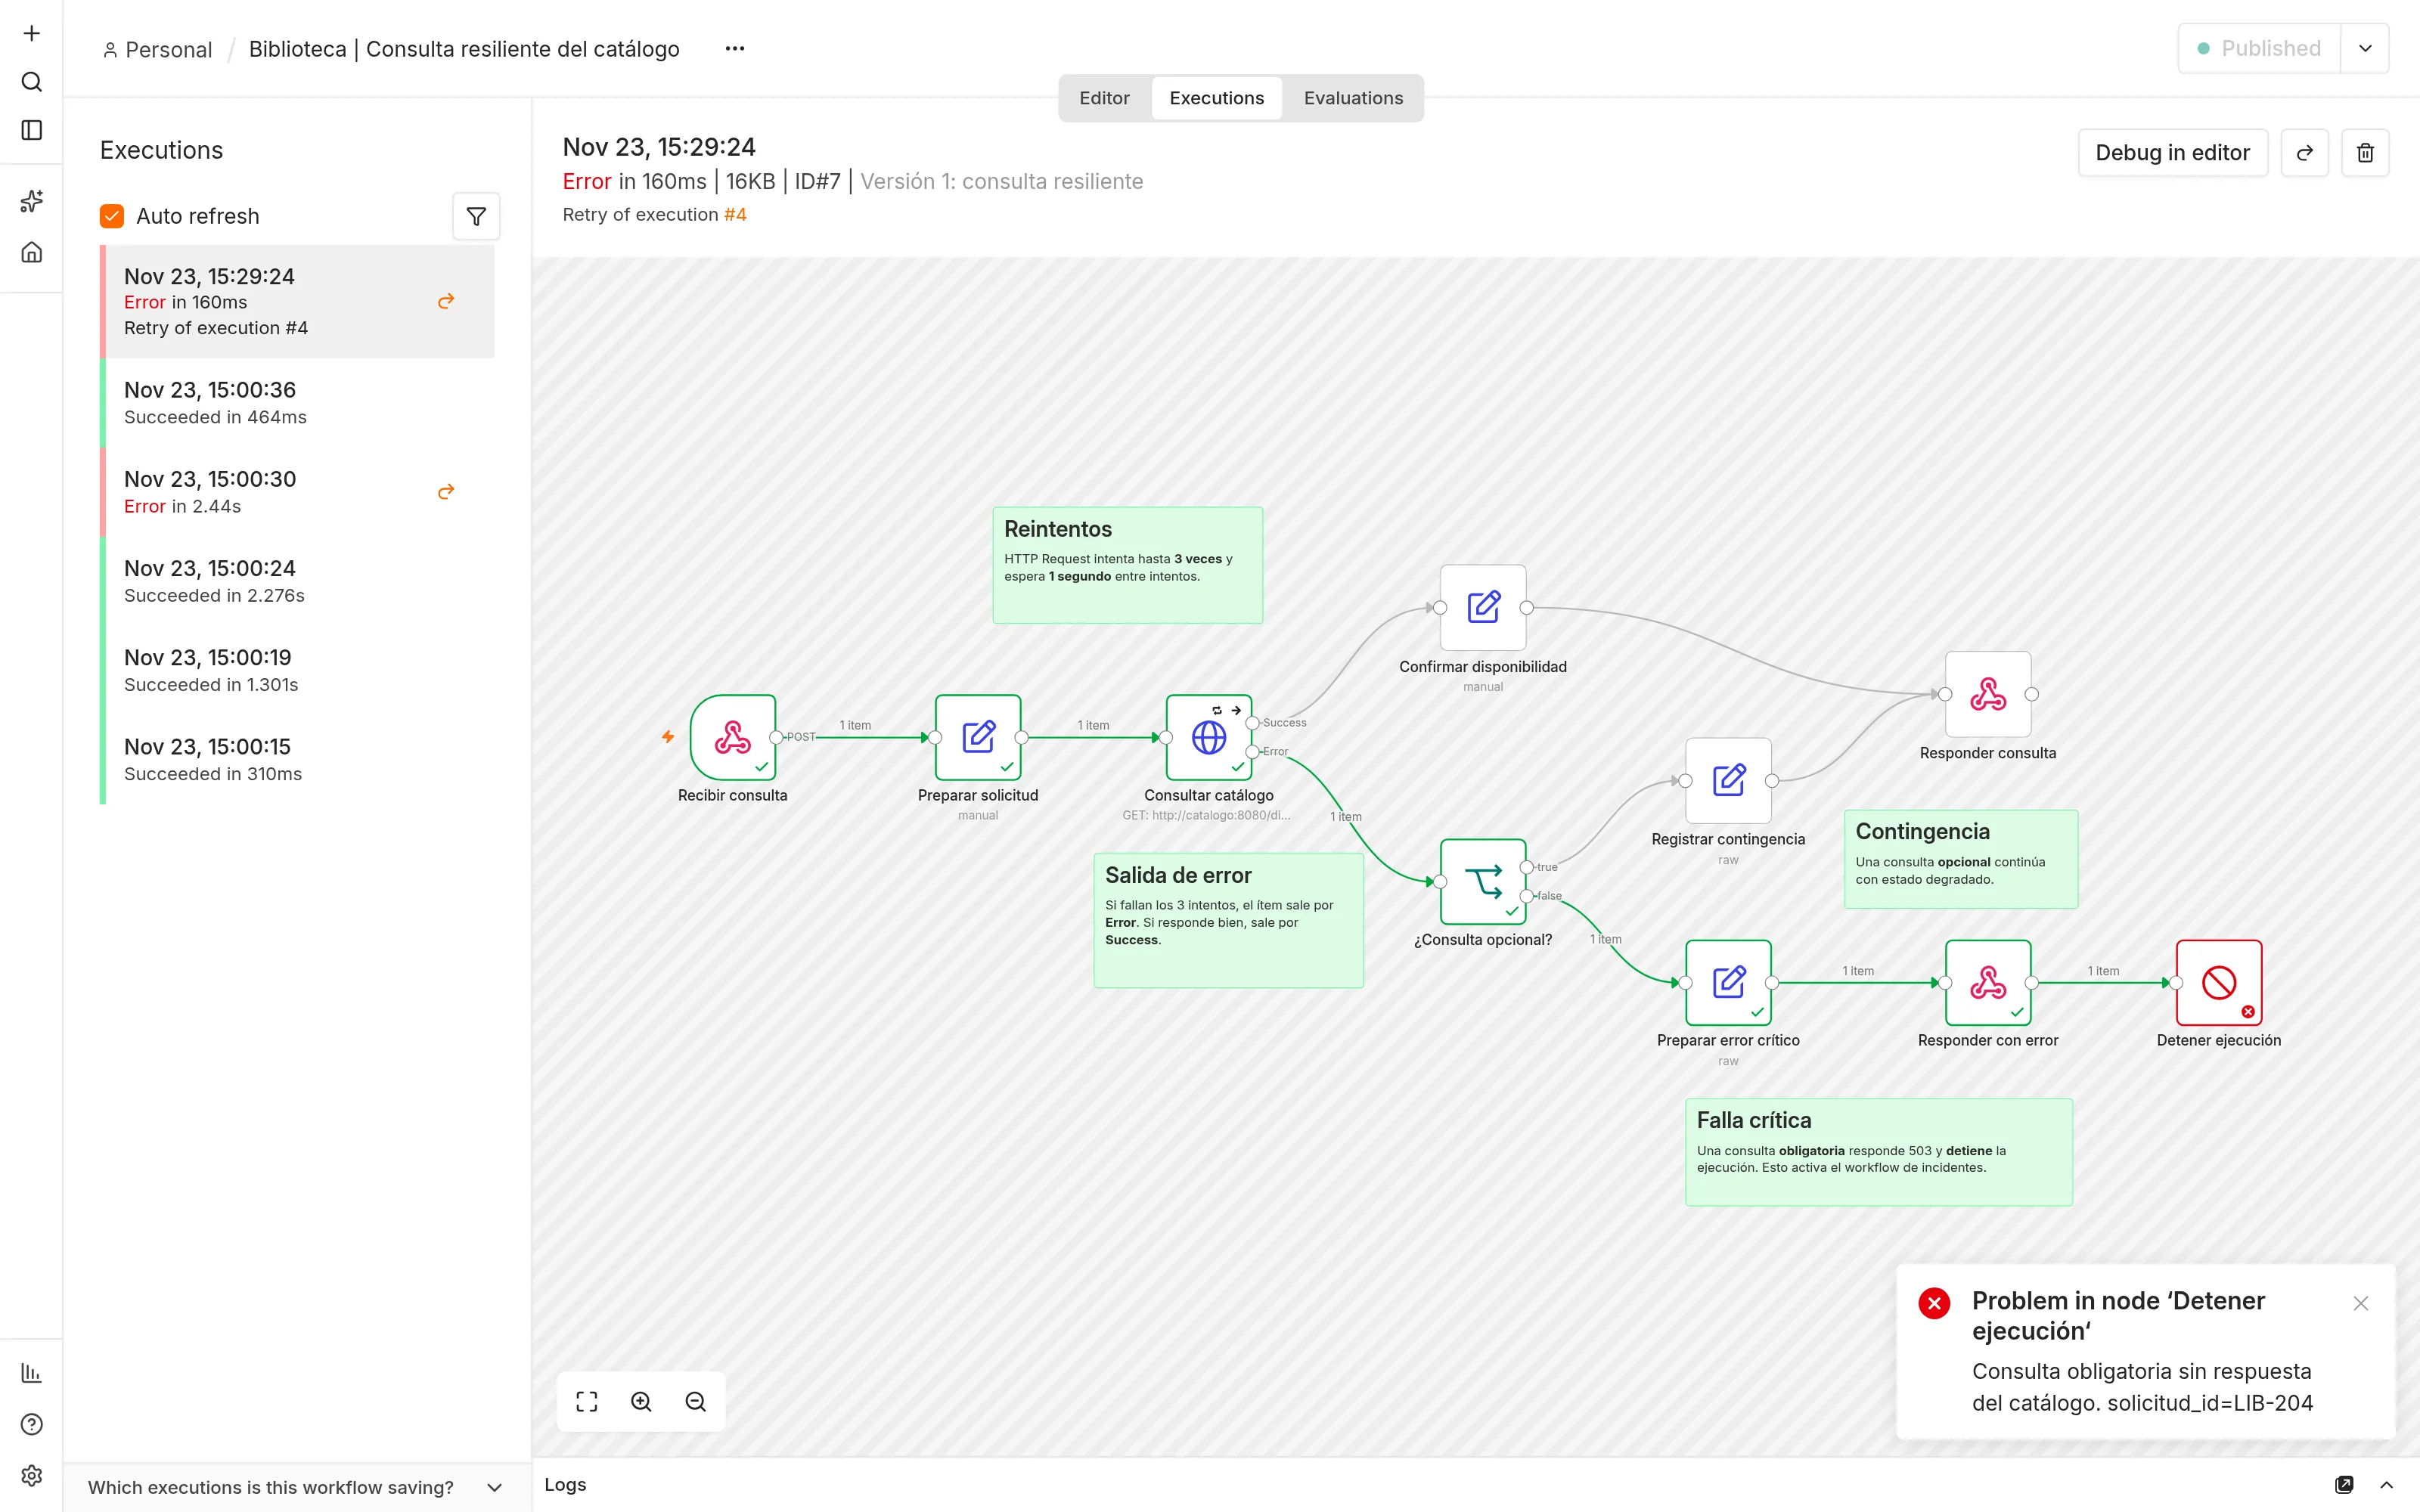 Personal / Biblioteca | Consulta resiliente del catálogo ...
Published
Editor Executions Evaluations
Executions
Auto refresh
Nov 23, 15:29:24
Error in 160ms
Retry of execution #4
Nov 23, 15:00:36
Succeeded in 464ms
Nov 23, 15:00:30
Error in 2.44s
Nov 23, 15:00:24
Succeeded in 2.276s
Nov 23, 15:00:19
Succeeded in 1.301s
Nov 23, 15:00:15
Succeeded in 310ms
Which executions is this workflow saving?
Nov 23, 15:29:24
Error in 160ms | 16KB | ID#7 | Versión 1: consulta resiliente
Retry of execution #4
Debug in editor
Reintentos
HTTP Request intenta hasta 3 veces y
espera 1 segundo entre intentos.
Confirmar disponibilidad
manual
POST
1 item
1 item
Success
Error
Recibir consulta
Preparar solicitud
manual
Consultar catálogo
GET: http://catalogo:8080/di...
1 item
Responder consulta
Registrar contingencia
raw
Contingencia
Una consulta opcional continúa
con estado degradado.
Salida de error
Si fallan los 3 intentos, el ítem sale por
Error. Si responde bien, sale por
Success.
true
false
¿Consulta opcional?
1 item
1 item
1 item
Preparar error crítico
raw
Responder con error
Detener ejecución
Falla crítica
Una consulta obligatoria responde 503 y detiene la
ejecución. Esto activa el workflow de incidentes.
Problem in node ‘Detener
ejecución‘
Consulta obligatoria sin respuesta
del catálogo. solicitud_id=LIB-204
Logs